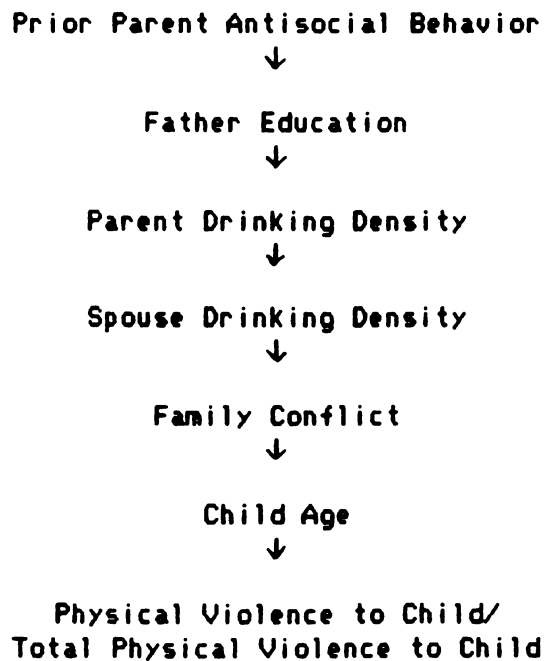 Prior Parent Antisocial Behavior
↓
Father Education
↓
Parent Drinking Density
↓
Spouse Drinking Density
↓
Family Conflict
↓
Child Age
↓
Physical Violence to Child/
Total Physical Violence to Child